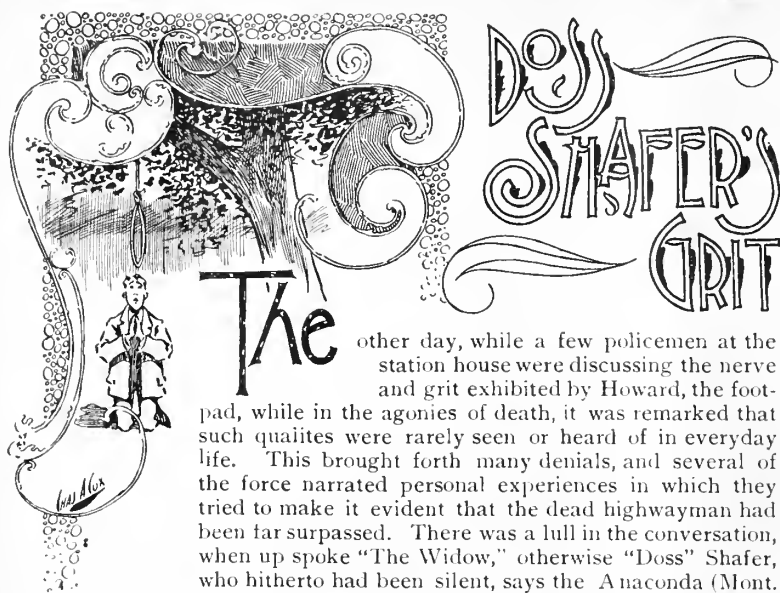 DOSS
SHAFER'S
GRIT
The other day, while a few policemen at the
station house were discussing the nerve
and grit exhibited by Howard, the foot-
pad, while in the agonies of death, it was remarked that
such quaiites were rarely seen or heard of in everyday
life. This brought forth many denials, and several of
the force narrated personal experiences in which they
tried to make it evident that the dead highwayman had
been far surpassed. There was a lull in the conversation,
when up spoke "The Widow," otherwise "Doss" Shafer,
who hitherto had been silent, says the Anaconda (Mont.
CHAS A COX